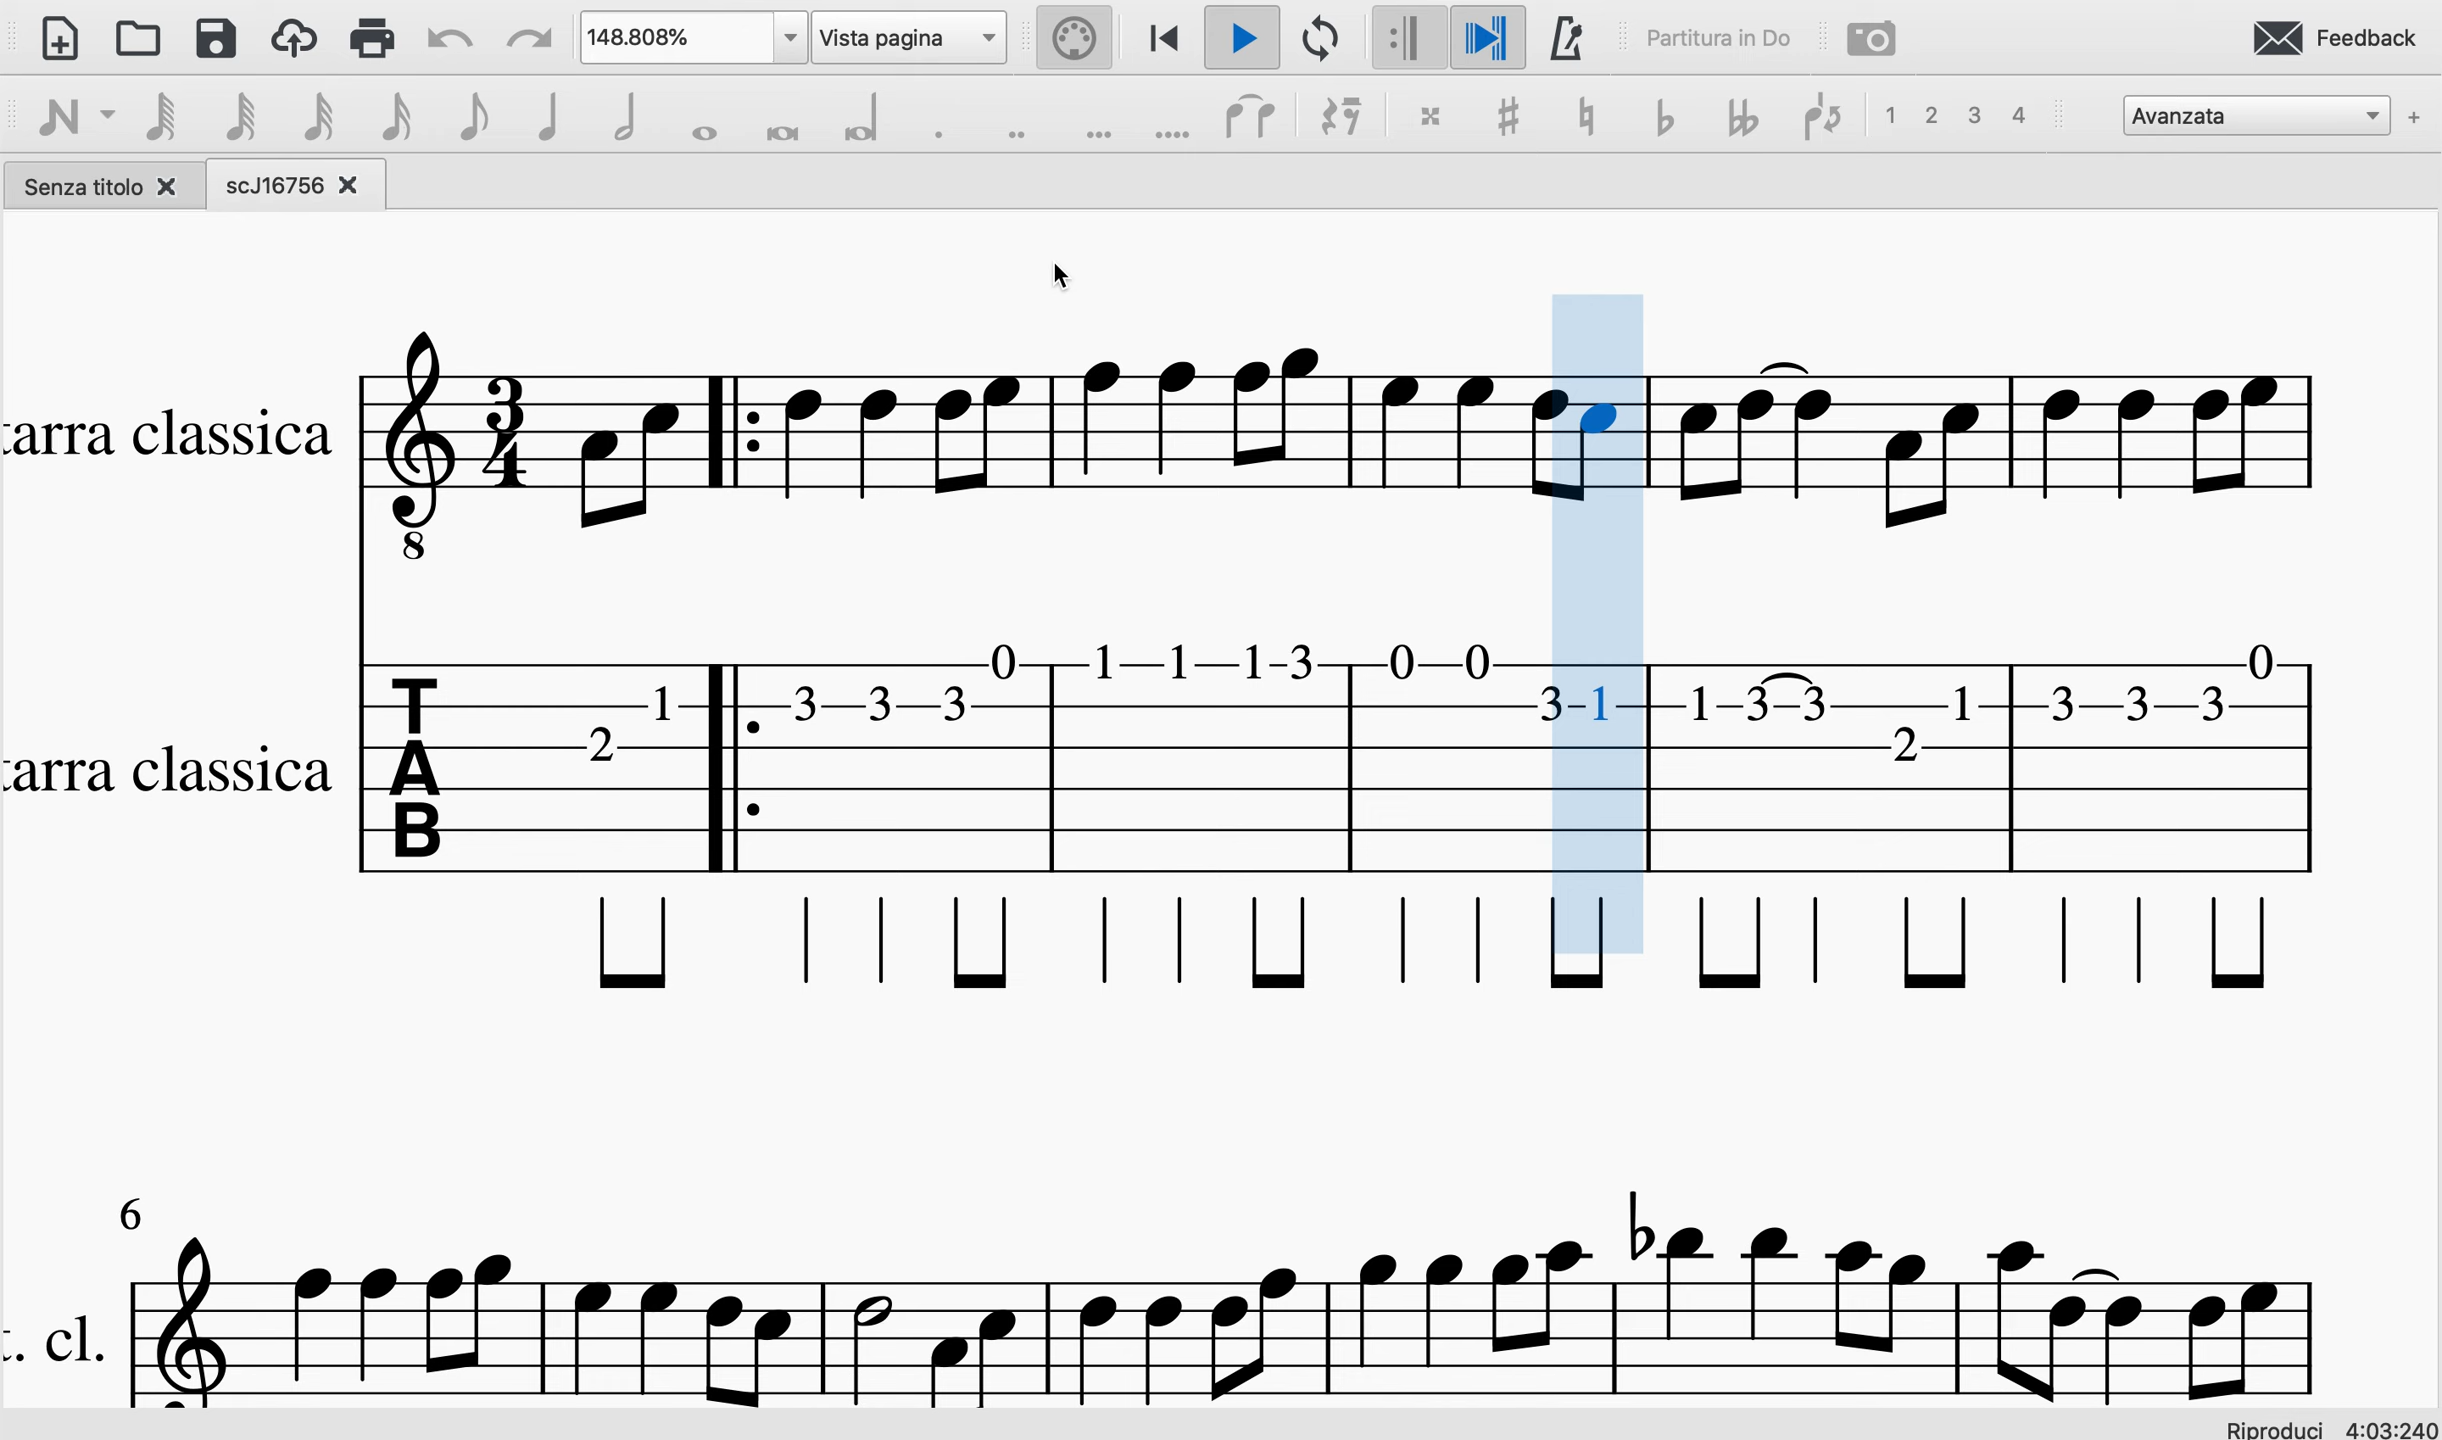 148.808% Vista pagina Partitura in Do Feedback
1 2 3 4 Avanzata +
Senza titolo scJ16756
3
4
tarra classica
8
0 1 1 1 3 0 0 0
1 3 3 3 3 1 1 3 3 1 3 3 3
2 2
T
A
B
tarra classica
6
t. cl.
Riproduci 4:03:240